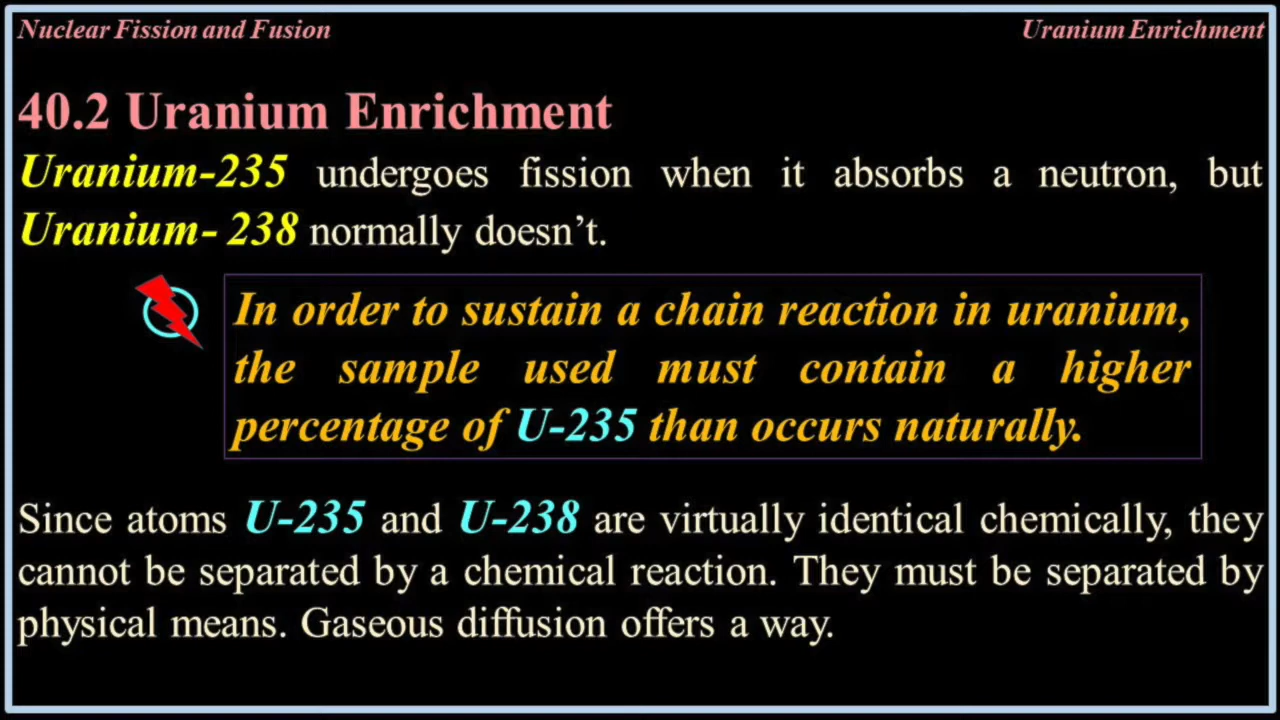 Nuclear Fission and Fusion
Uranium Enrichment
40.2 Uranium Enrichment
Uranium-235 undergoes fission when it absorbs a neutron, but
Uranium- 238 normally doesn’t.
In order to sustain a chain reaction in uranium,
the sample used must contain a higher
percentage of U-235 than occurs naturally.
Since atoms U-235 and U-238 are virtually identical chemically, they
cannot be separated by a chemical reaction. They must be separated by
physical means. Gaseous diffusion offers a way.